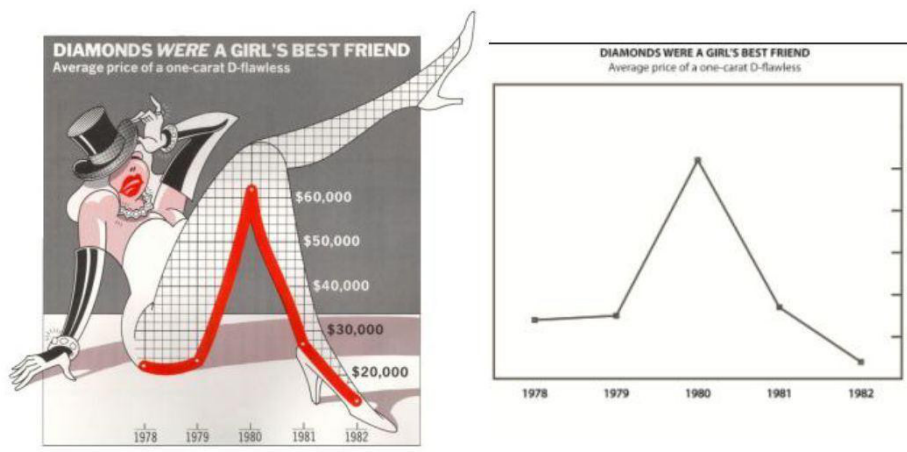 DIAMONDS WERE A GIRL'S BEST FRIEND
Average price of a one-carat D-flawless
$60,000
$50,000
$40,000
$30,000
$20,000
1978 1979 1980 1981 1982
DIAMONDS WERE A GIRL'S BEST FRIEND
Average price of a one-carat D-flawless
1978 1979 1980 1981 1982